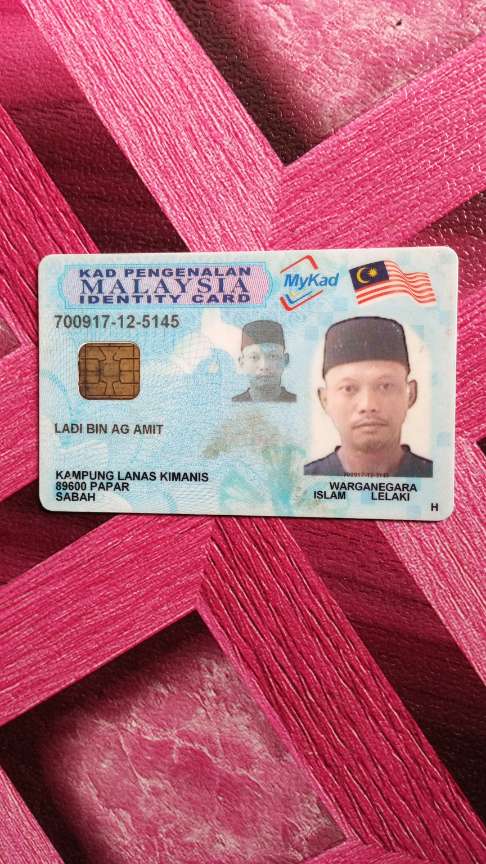 KAD PENGENALAN
MALAYSIA
IDENTITY CARD
MyKad
700917-12-5145
LADI BIN AG AMIT
KAMPUNG LANAS KIMANIS
89600 PAPAR
SABAH
700917-12-5145
WARGANEGARA
ISLAM LELAKI
H